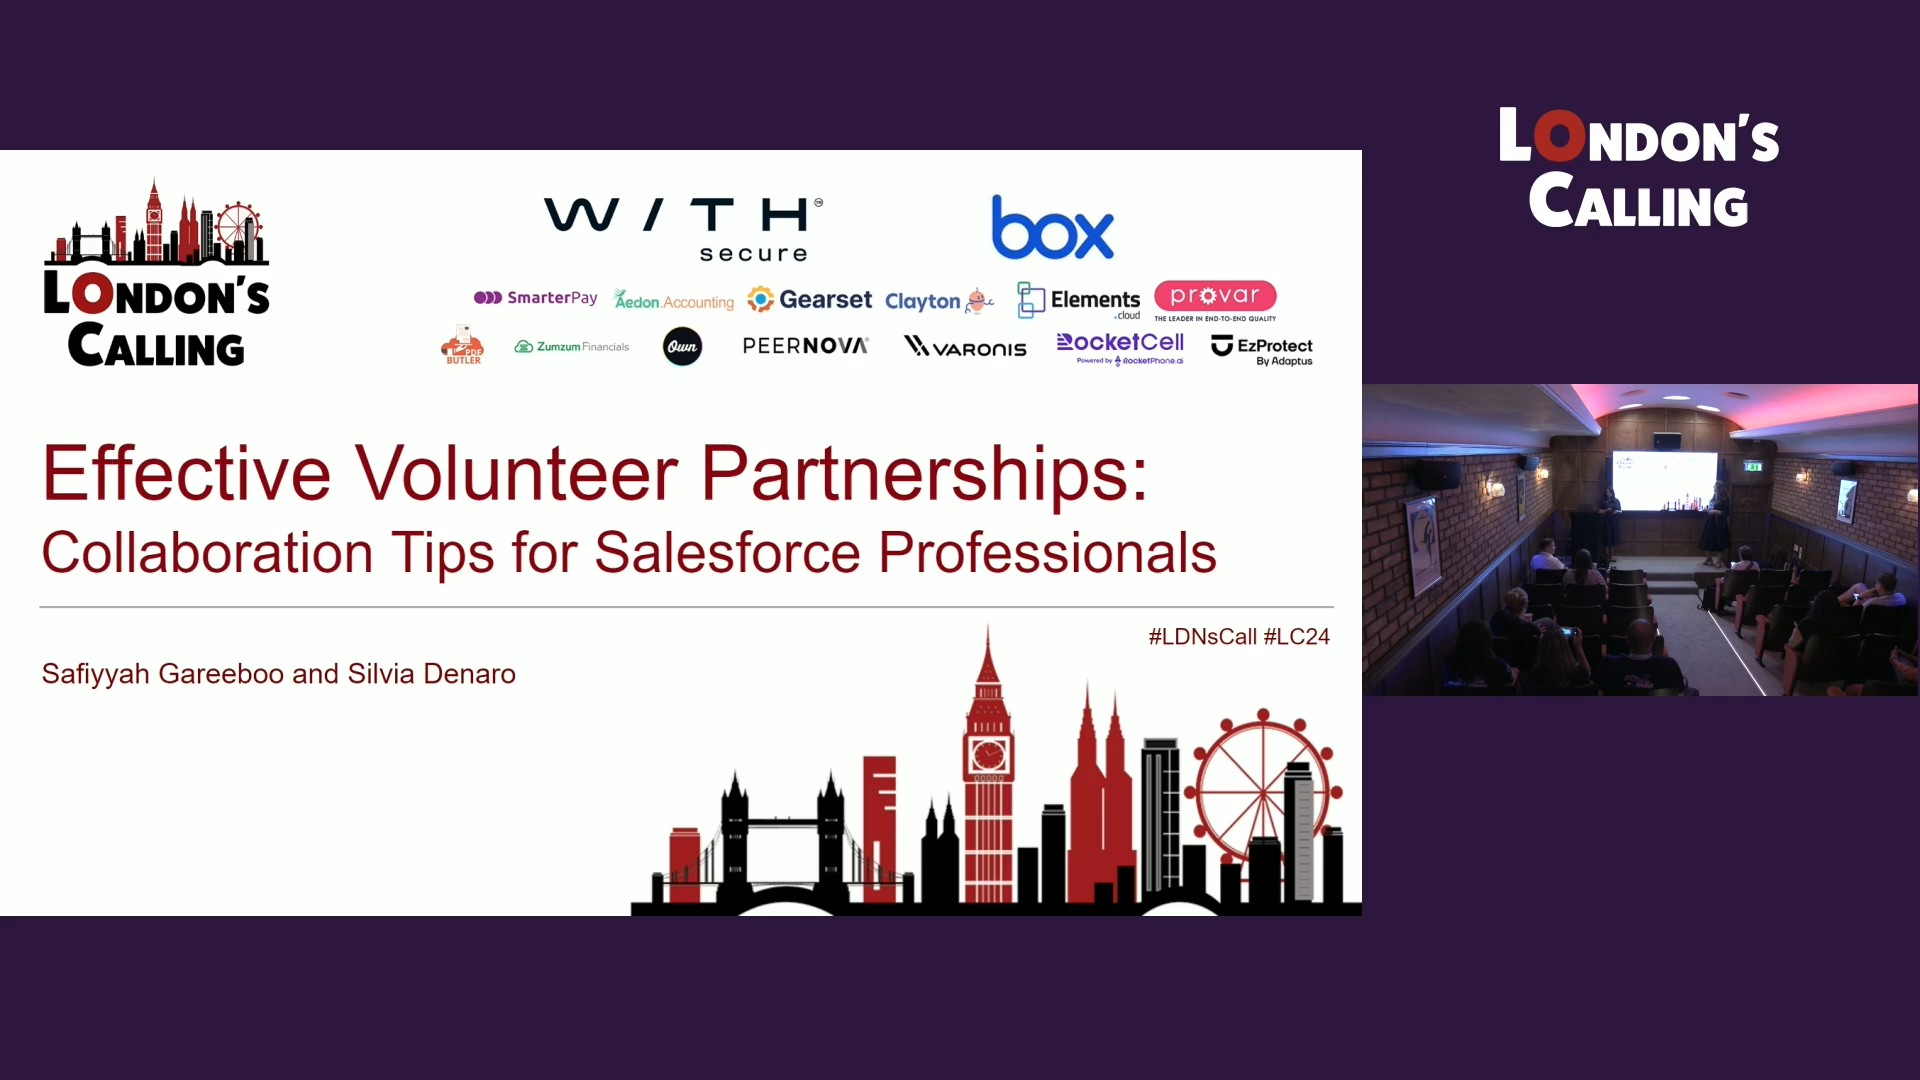 LONDON'S
CALLING
W/TH
secure
box
SmarterPay
Aedon.Accounting
Gearset
Clayton
Elements
.cloud
provar
THE LEADER IN END-TO-END QUALITY
PDF
BUTLER
Zumzum Financials
Own
PEERNOVA
VARONIS
RocketCell
Powered by RocketPhone.ai
EzProtect
By Adaptus
Effective Volunteer Partnerships:
Collaboration Tips for Salesforce Professionals
#LDNsCall #LC24
Safiyyah Gareeboo and Silvia Denaro
LONDON'S
CALLING